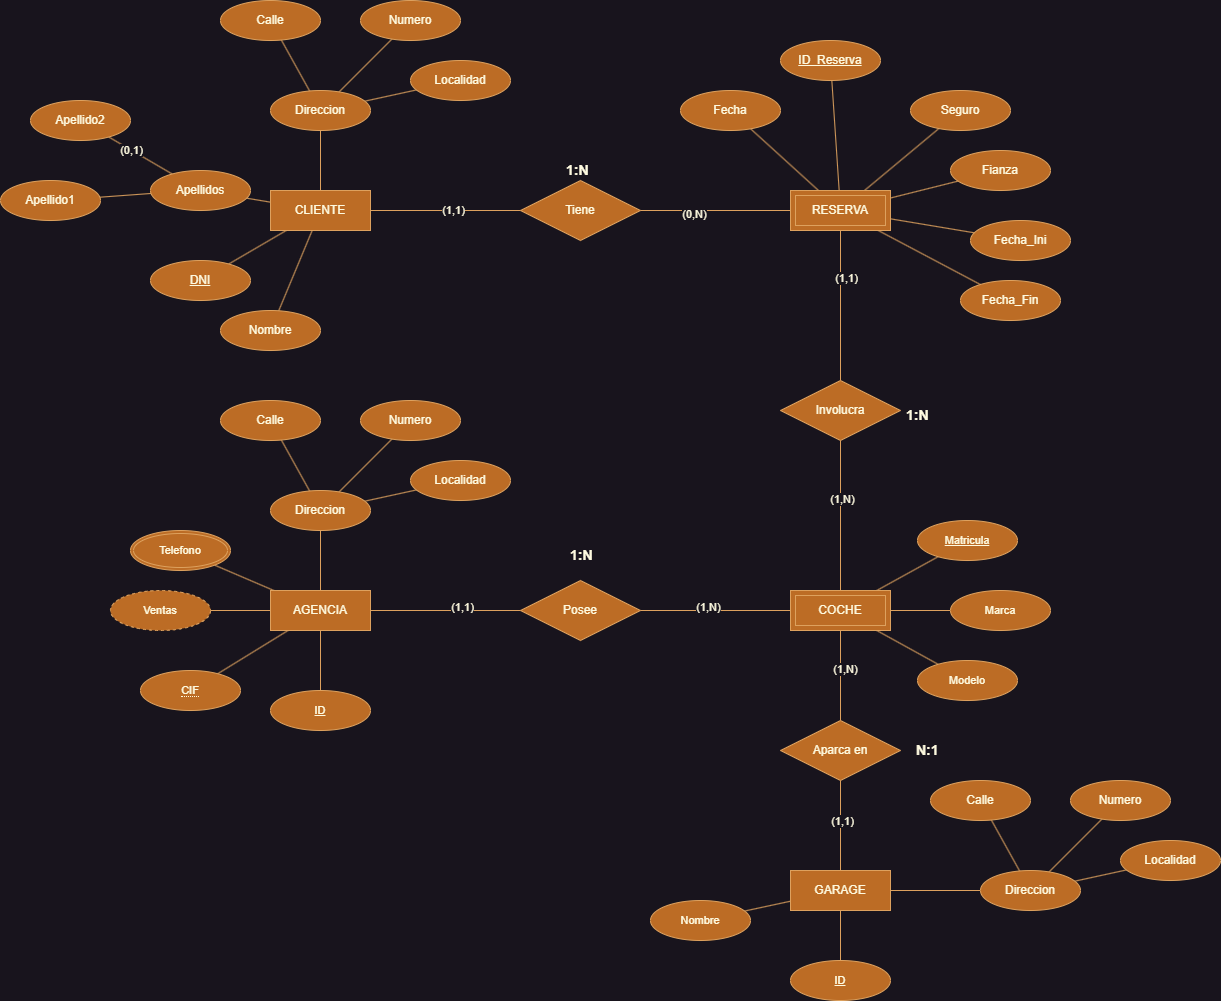 Calle
Numero
Localidad
Direccion
Apellido2
(0,1)
Apellidos
Apellido1
CLIENTE
DNI
Nombre
(1,1)
1:N
Tiene
(0,N)
ID_Reserva
Fecha
Seguro
Fianza
RESERVA
Fecha_Ini
Fecha_Fin
(1,1)
Involucra
1:N
(1,N)
Calle
Numero
Localidad
Direccion
Telefono
Ventas
AGENCIA
CIF
ID
(1,1)
1:N
Posee
(1,N)
Matricula
COCHE
Marca
Modelo
(1,N)
Aparca en
N:1
(1,1)
Calle
Numero
Localidad
GARAGE
Direccion
Nombre
ID